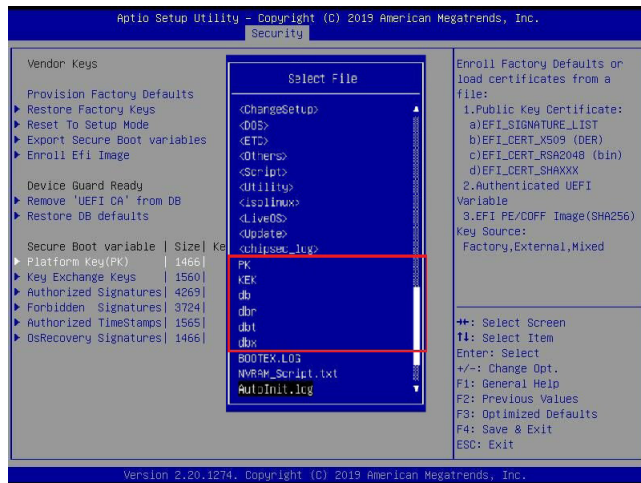 Aptio Setup Utility – Copyright (C) 2019 American Megatrends, Inc.
Security
Vendor Keys
Provision Factory Defaults
Restore Factory Keys
Reset To Setup Mode
Export Secure Boot variables
Enroll Efi Image
Device Guard Ready
Remove 'UEFI CA' from DB
Restore DB defaults
Secure Boot variable | Size| Ke
Platform Key(PK) | 1466|
Key Exchange Keys | 1560|
Authorized Signatures| 4269|
Forbidden Signatures| 3724|
Authorized TimeStamps| 1565|
OsRecovery Signatures| 1466|
Select File
<ChangeSetup>
<DOS>
<ETC>
<Others>
<Script>
<Utility>
<isolinux>
<LiveOS>
<Update>
<chipsec_log>
PK
KEK
db
dbr
dbt
dbx
BOOTEX.LOG
NVRAM_Script.txt
AutoInit.log
Enroll Factory Defaults or
load certificates from a
file:
1.Public Key Certificate:
a)EFI_SIGNATURE_LIST
b)EFI_CERT_X509 (DER)
c)EFI_CERT_RSA2048 (bin)
d)EFI_CERT_SHAXXX
2.Authenticated UEFI
Variable
3.EFI PE/COFF Image(SHA256)
Key Source:
Factory,External,Mixed
→←: Select Screen
↑↓: Select Item
Enter: Select
+/-: Change Opt.
F1: General Help
F2: Previous Values
F3: Optimized Defaults
F4: Save & Exit
ESC: Exit
Version 2.20.1274. Copyright (C) 2019 American Megatrends, Inc.